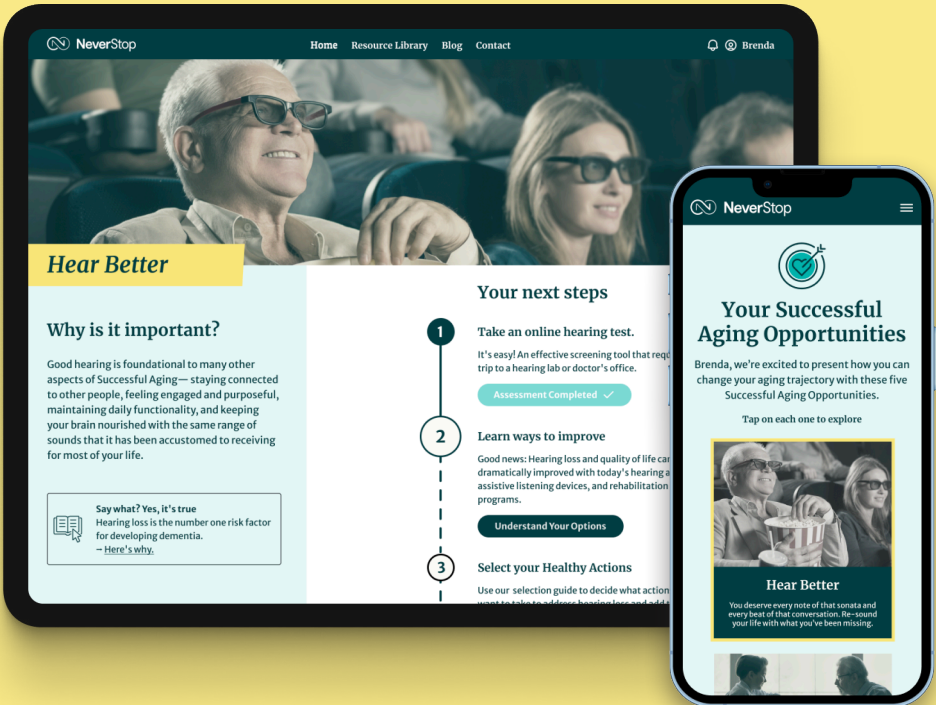 NeverStop
Home Resource Library Blog Contact
Brenda
Hear Better
Why is it important?
Good hearing is foundational to many other
aspects of Successful Aging— staying connected
to other people, feeling engaged and purposeful,
maintaining daily functionality, and keeping
your brain nourished with the same range of
sounds that it has been accustomed to receiving
for most of your life.
Say what? Yes, it's true
Hearing loss is the number one risk factor
for developing dementia.
→ Here's why.
Your next steps
1
Take an online hearing test.
It's easy! An effective screening tool that
trip to a hearing lab or doctor's office.
Assessment Completed ✓
2
Learn ways to improve
Good news: Hearing loss and quality of life
dramatically improved with today's hearing
assistive listening devices, and rehabilitation
programs.
Understand Your Options
3
Select your Healthy Actions
Use our selection guide to decide what action
want to take to address hearing loss and add
NeverStop
Your Successful
Aging Opportunities
Brenda, we’re excited to present how you can
change your aging trajectory with these five
Successful Aging Opportunities.
Tap on each one to explore
Hear Better
You deserve every note of that sonata and
every beat of that conversation. Re-sound
your life with what you’ve been missing.